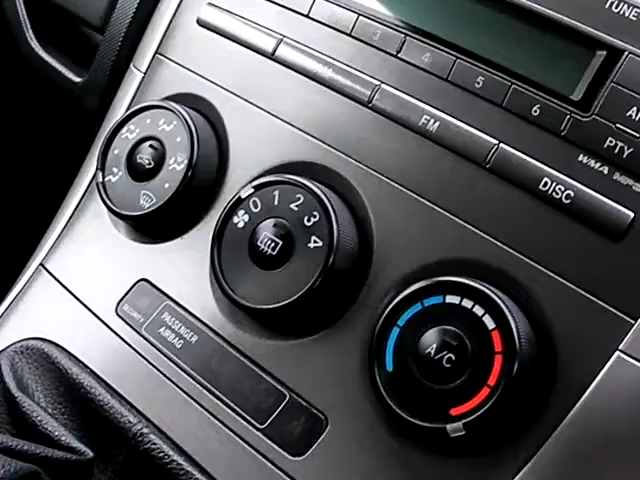 TUNE
3
4
5
6
FM
DISC
PTY
WMA
0 1 2 3 4
A/C
SECURITY
PASSENGER
AIRBAG